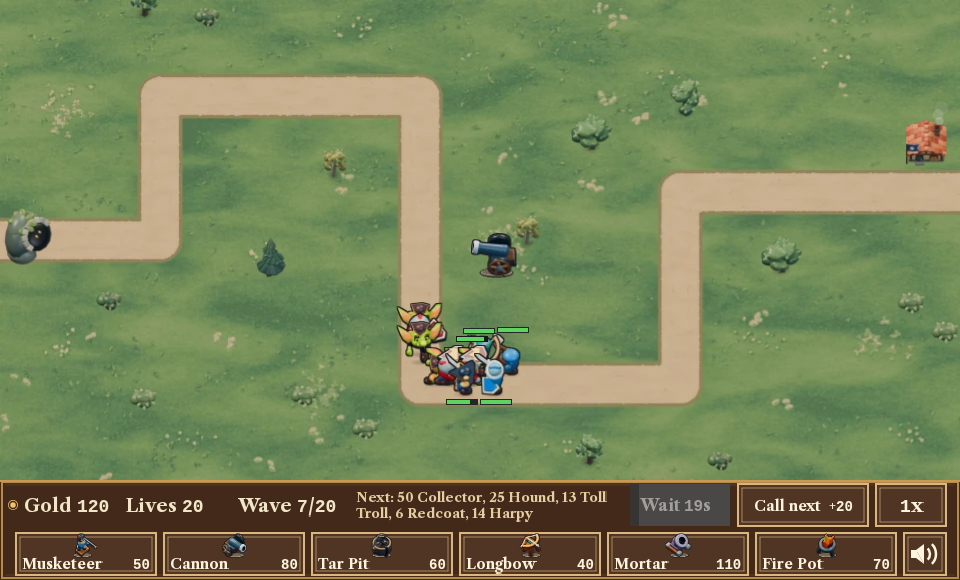 Gold 120 Lives 20 Wave 7/20
Next: 50 Collector, 25 Hound, 13 Toll
Troll, 6 Redcoat, 14 Harpy
Wait 19s
Call next +20
1x
Musketeer 50
Cannon 80
Tar Pit 60
Longbow 40
Mortar 110
Fire Pot 70